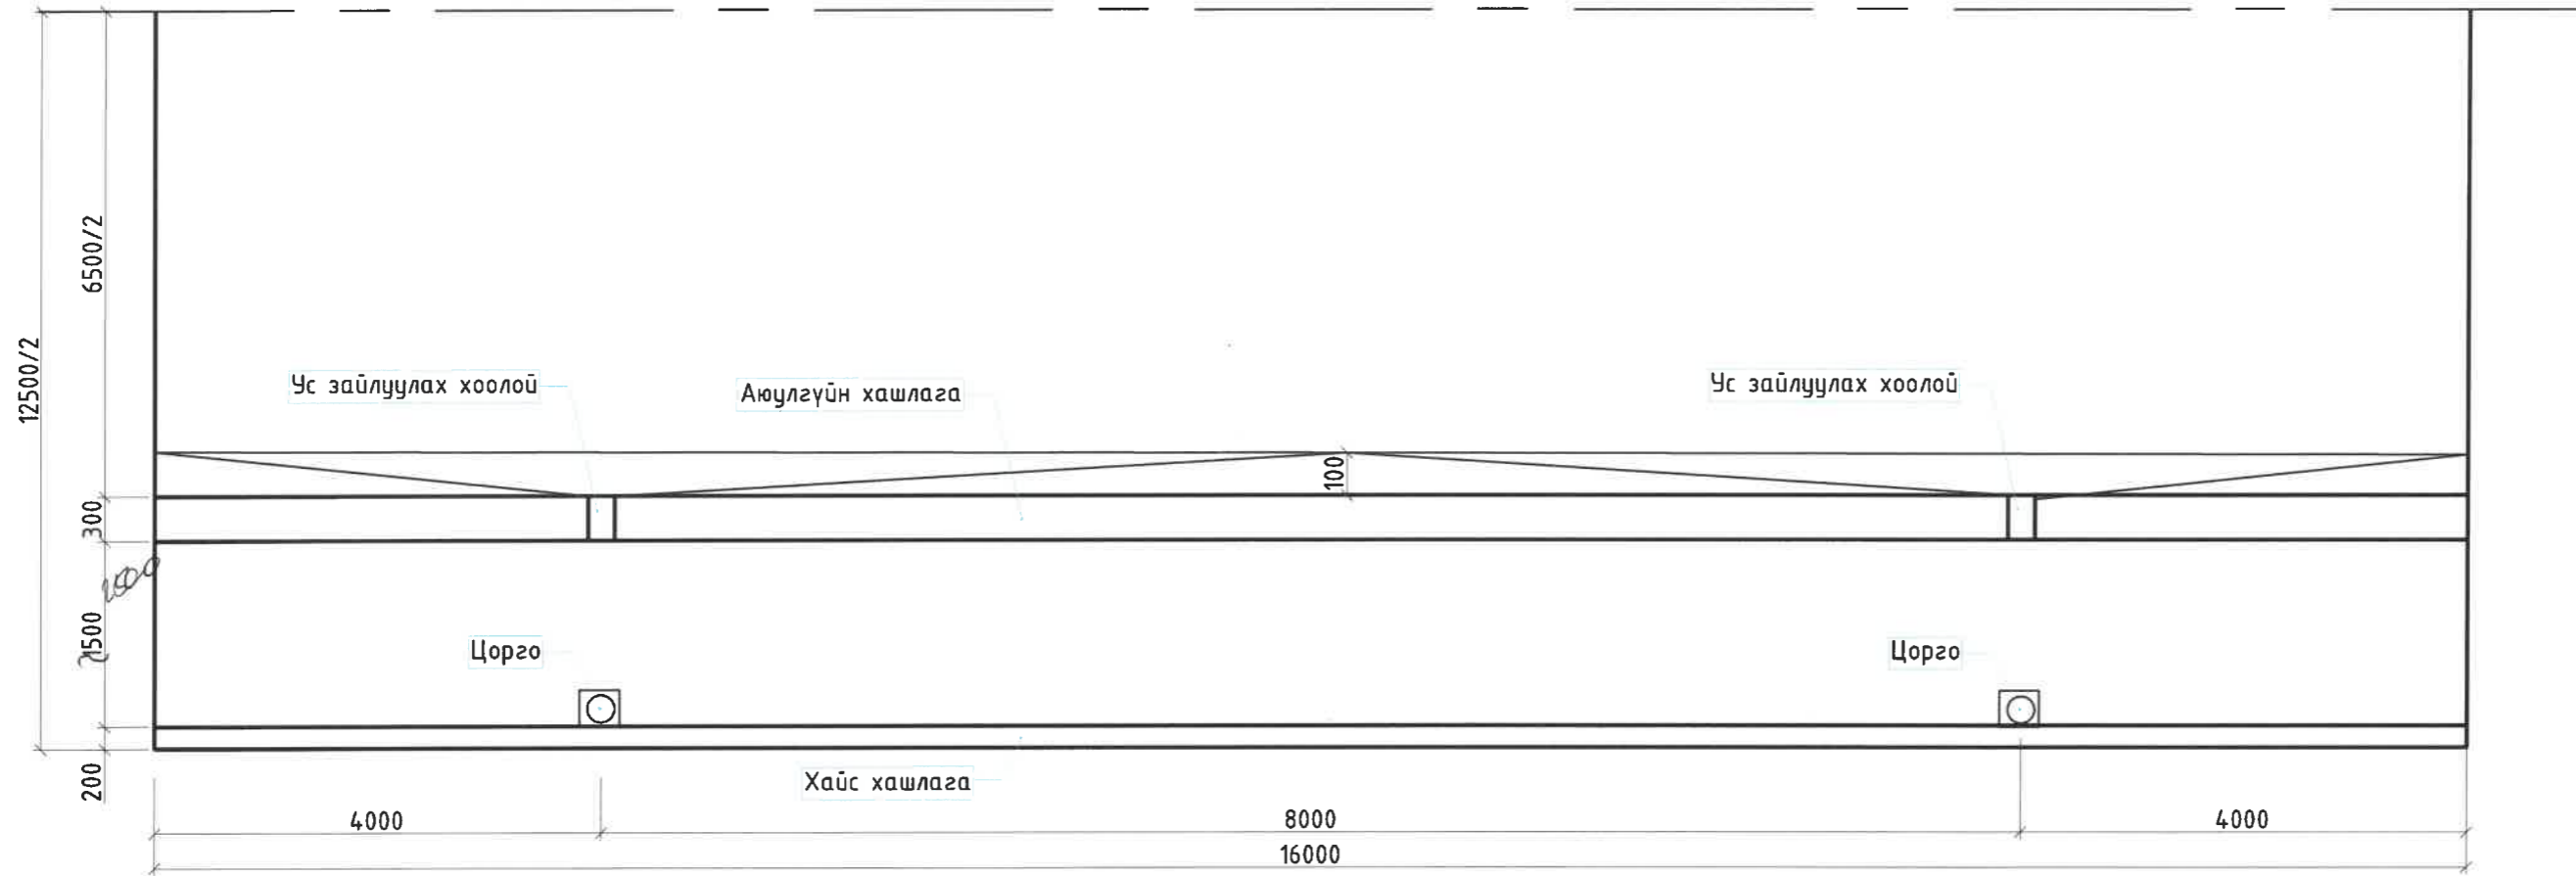 6500/2
12500/2
Ус зайлуулах хоолой
Аюулгүйн хашлага
Ус зайлуулах хоолой
100
300
1500
Цорго
Цорго
200
Хайс хашлага
4000
8000
4000
16000